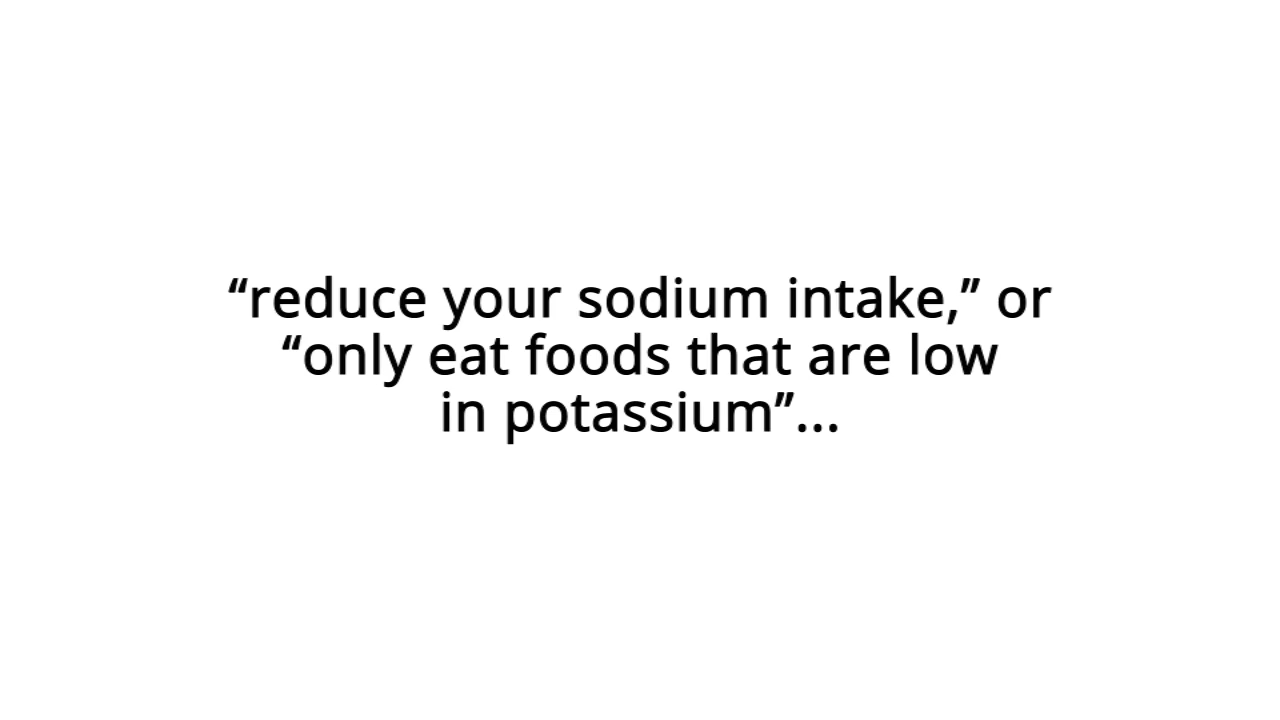 “reduce your sodium intake,” or
“only eat foods that are low
in potassium”...